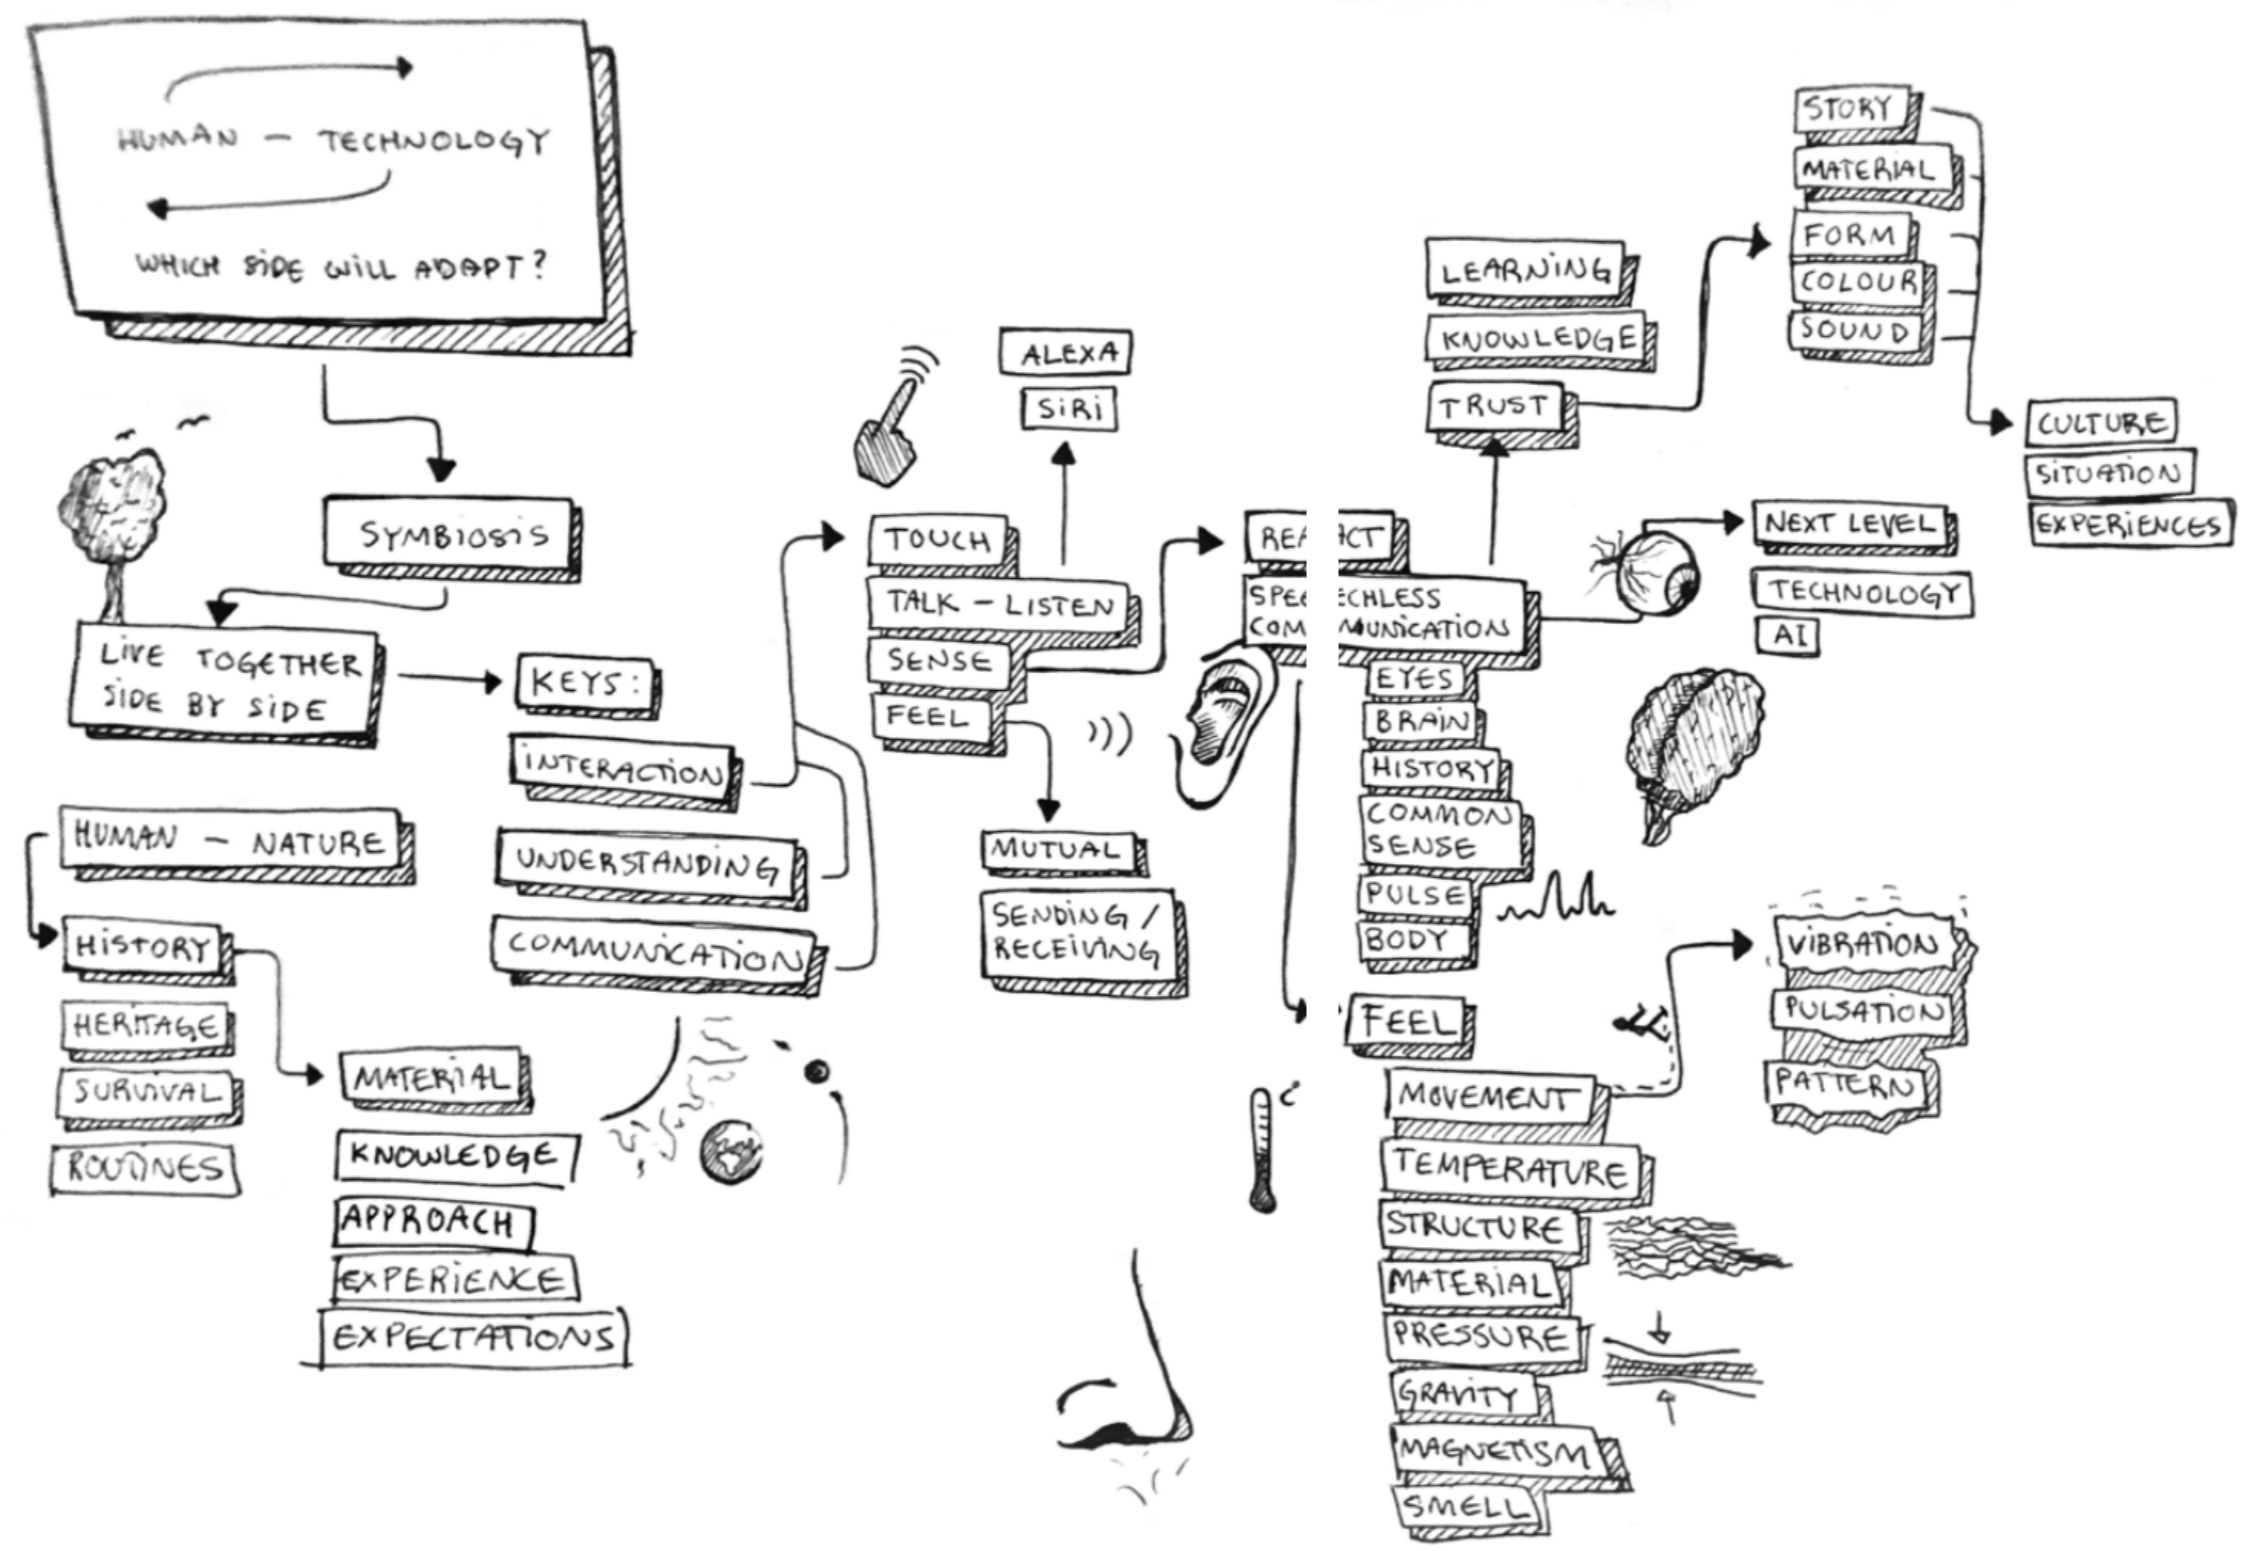 HUMAN — TECHNOLOGY
WHICH SIDE WILL ADAPT?
SYMBIOSIS
LIVE TOGETHER
SIDE BY SIDE
HUMAN — NATURE
HISTORY
HERITAGE
SURVIVAL
ROUTINES
MATERIAL
KNOWLEDGE
APPROACH
EXPERIENCE
EXPECTATIONS
KEYS:
INTERACTION
UNDERSTANDING
COMMUNICATION
TOUCH
TALK — LISTEN
SENSE
FEEL
ALEXA
SIRI
MUTUAL
SENDING /
RECEIVING
REACT
SPEECHLESS
COMMUNICATION
EYES
BRAIN
HISTORY
COMMON
SENSE
PULSE
BODY
LEARNING
KNOWLEDGE
TRUST
STORY
MATERIAL
FORM
COLOUR
SOUND
CULTURE
SITUATION
EXPERIENCES
NEXT LEVEL
TECHNOLOGY
AI
FEEL
MOVEMENT
TEMPERATURE
STRUCTURE
MATERIAL
PRESSURE
GRAVITY
MAGNETISM
SMELL
VIBRATION
PULSATION
PATTERN